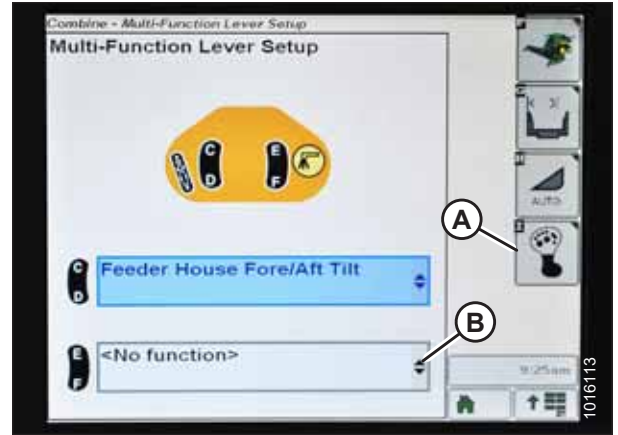 Combine - Multi-Function Lever Setup
Multi-Function Lever Setup
C
D
E
F
AUTO
A
C
D
Feeder House Fore/Aft Tilt
B
E
F
<No function>
9:25am
1016113